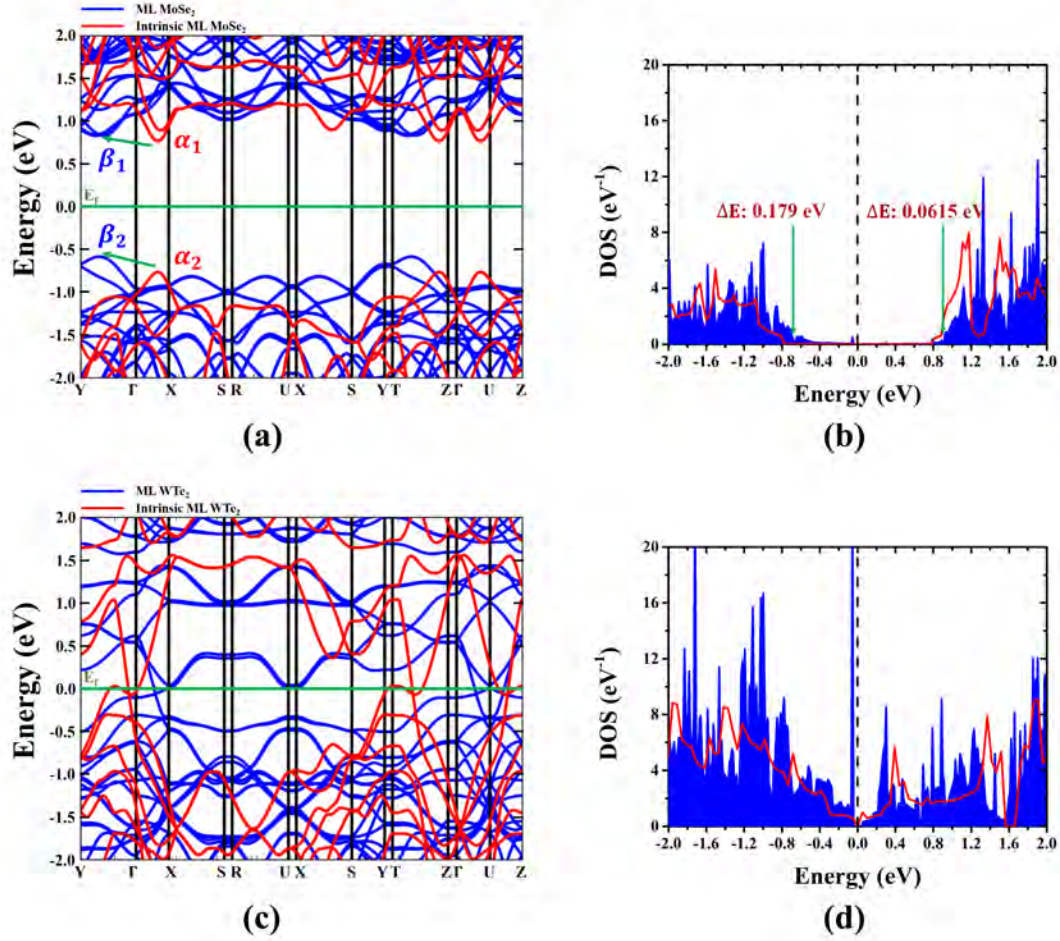 ML MoSe₂
Intrinsic ML MoSe₂
2.0
1.5
1.0
0.5
0.0
-0.5
-1.0
-1.5
-2.0
Energy (eV)
β₁
α₁
E_f
β₂
α₂
Y Γ X S R U X S Y T Z Γ U Z
(a)
20
16
12
8
4
0
DOS (eV⁻¹)
ΔE: 0.179 eV
ΔE: 0.0615 eV
-2.0 -1.6 -1.2 -0.8 -0.4 0.0 0.4 0.8 1.2 1.6 2.0
Energy (eV)
(b)
ML WTe₂
Intrinsic ML WTe₂
2.0
1.5
1.0
0.5
0.0
-0.5
-1.0
-1.5
-2.0
Energy (eV)
E_f
Y Γ X S R U X S Y T Z Γ U Z
(c)
20
16
12
8
4
0
DOS (eV⁻¹)
-2.0 -1.6 -1.2 -0.8 -0.4 0.0 0.4 0.8 1.2 1.6 2.0
Energy (eV)
(d)